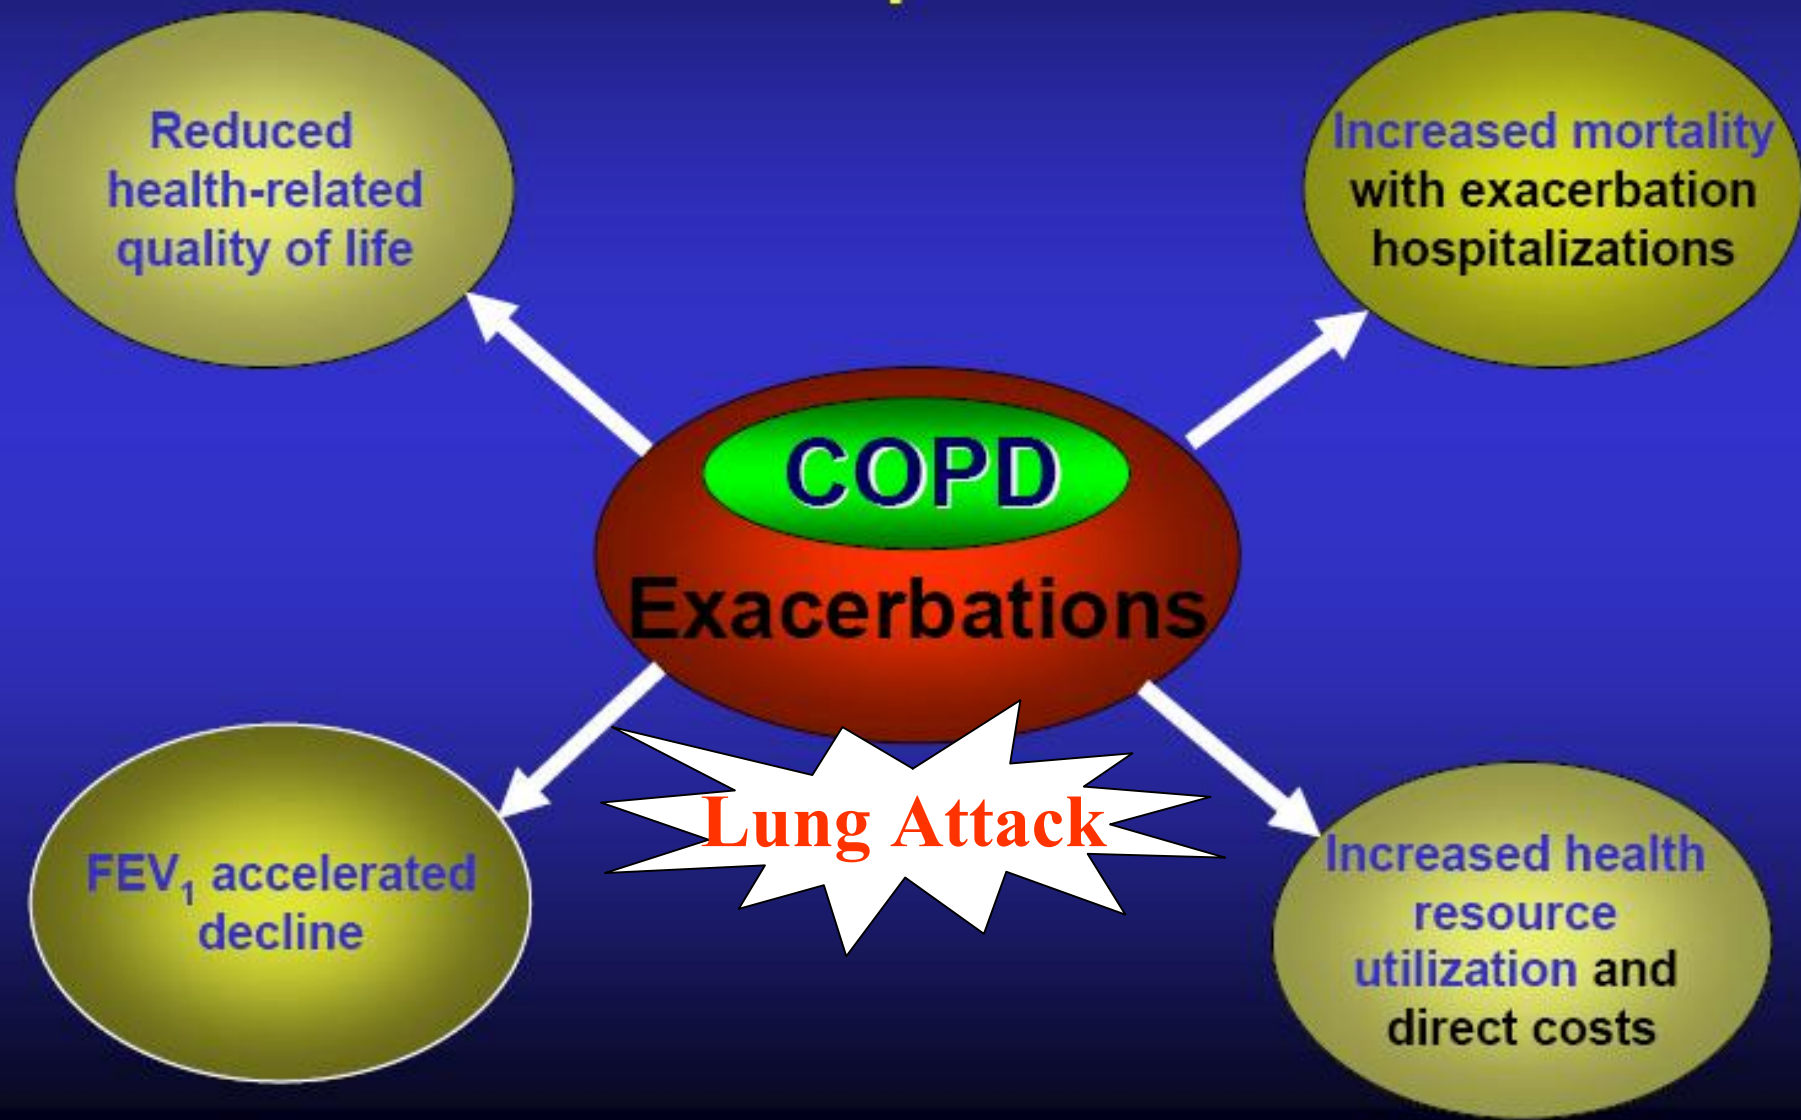 Reduced
health-related
quality of life
Increased mortality
with exacerbation
hospitalizations
COPD
Exacerbations
Lung Attack
FEV₁ accelerated
decline
Increased health
resource
utilization and
direct costs